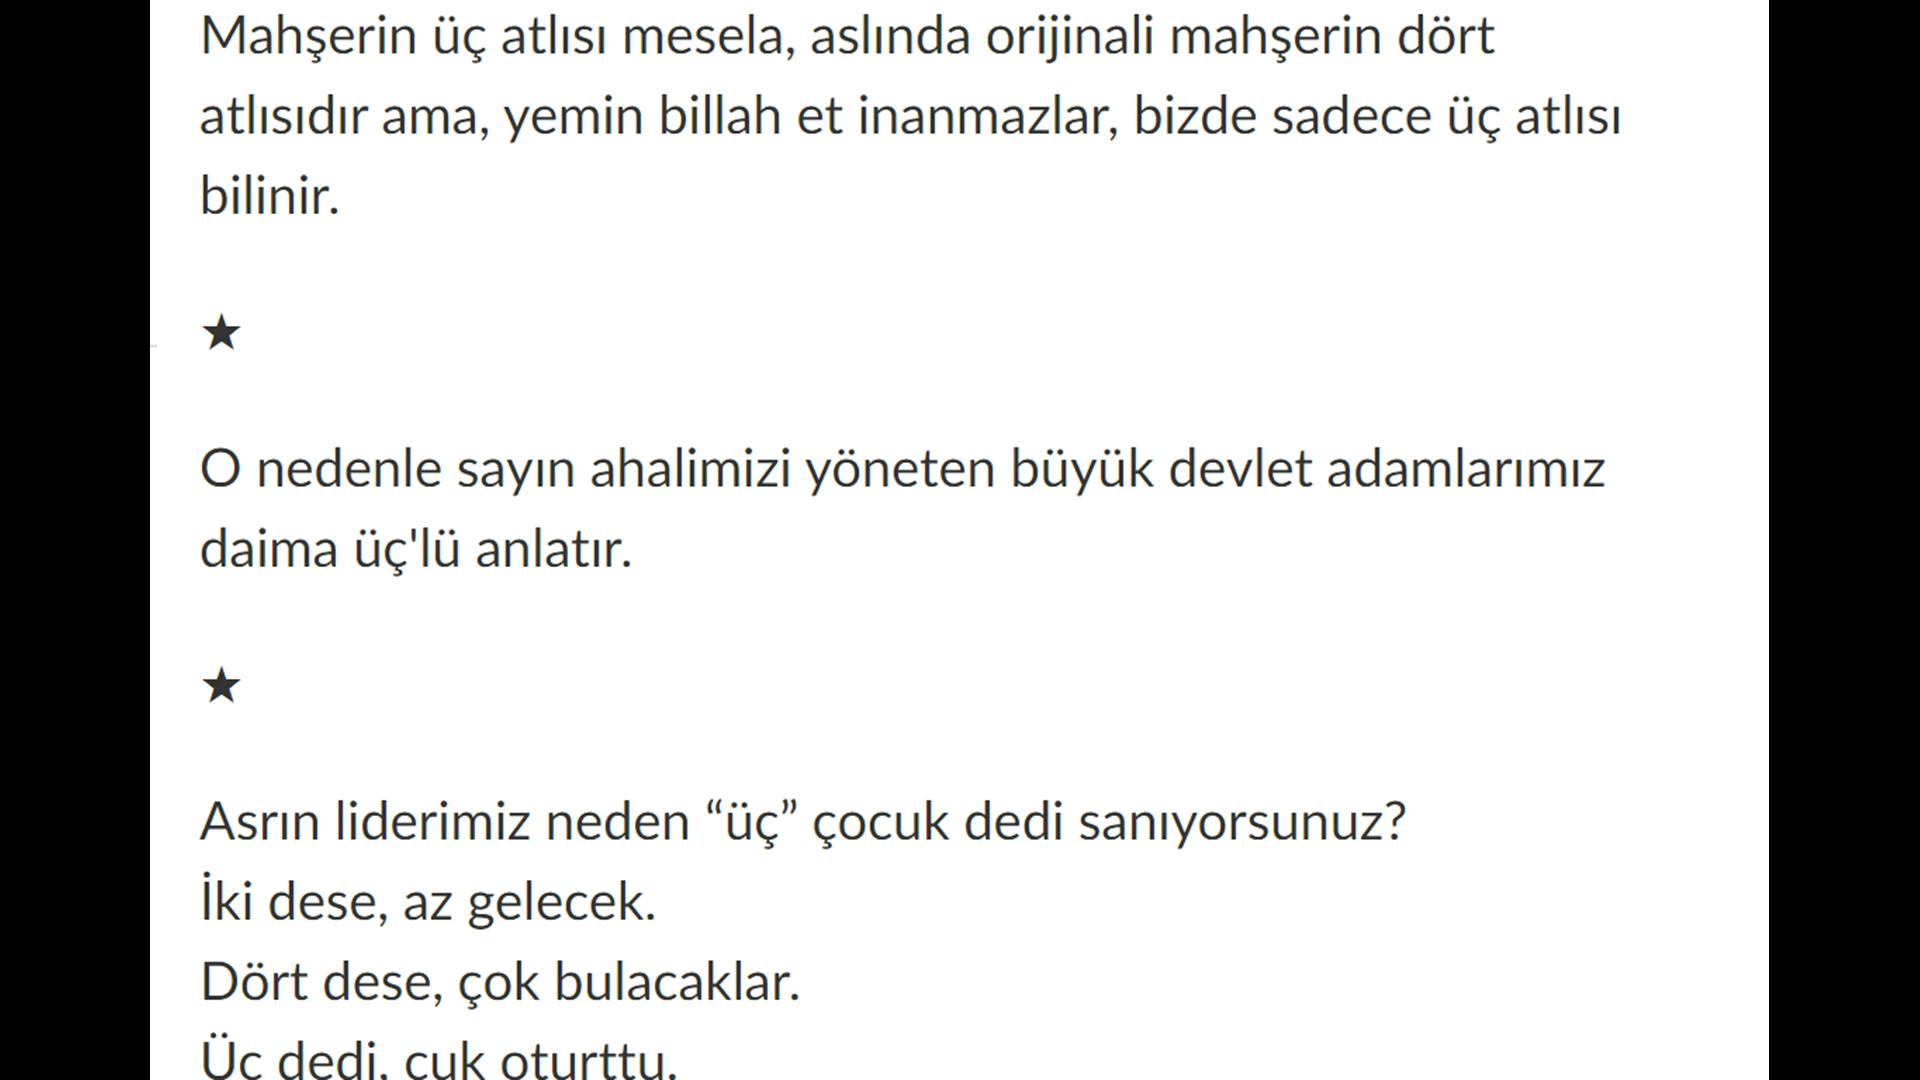 Mahşerin üç atlısı mesela, aslında orijinali mahşerin dört
atlısıdır ama, yemin billah et inanmazlar, bizde sadece üç atlısı
bilinir.
★
O nedenle sayın ahalimizi yöneten büyük devlet adamlarımız
daima üç'lü anlatır.
★
Asrın liderimiz neden “üç” çocuk dedi sanıyorsunuz?
İki dese, az gelecek.
Dört dese, çok bulacaklar.
Üç dedi, cuk oturttu.